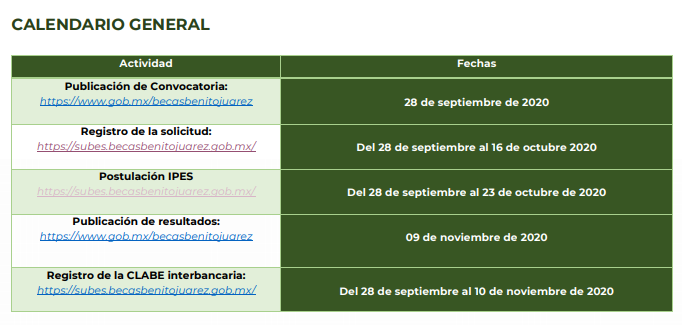 CALENDARIO GENERAL
Actividad Fechas
Publicación de Convocatoria:
https://www.gob.mx/becasbenitojuarez
28 de septiembre de 2020
Registro de la solicitud:
https://subes.becasbenitojuarez.gob.mx/
Del 28 de septiembre al 16 de octubre 2020
Postulación IPES
https://subes.becasbenitojuarez.gob.mx/
Del 28 de septiembre al 23 de octubre de 2020
Publicación de resultados:
https://www.gob.mx/becasbenitojuarez
09 de noviembre de 2020
Registro de la CLABE interbancaria:
https://subes.becasbenitojuarez.gob.mx/
Del 28 de septiembre al 10 de noviembre de 2020